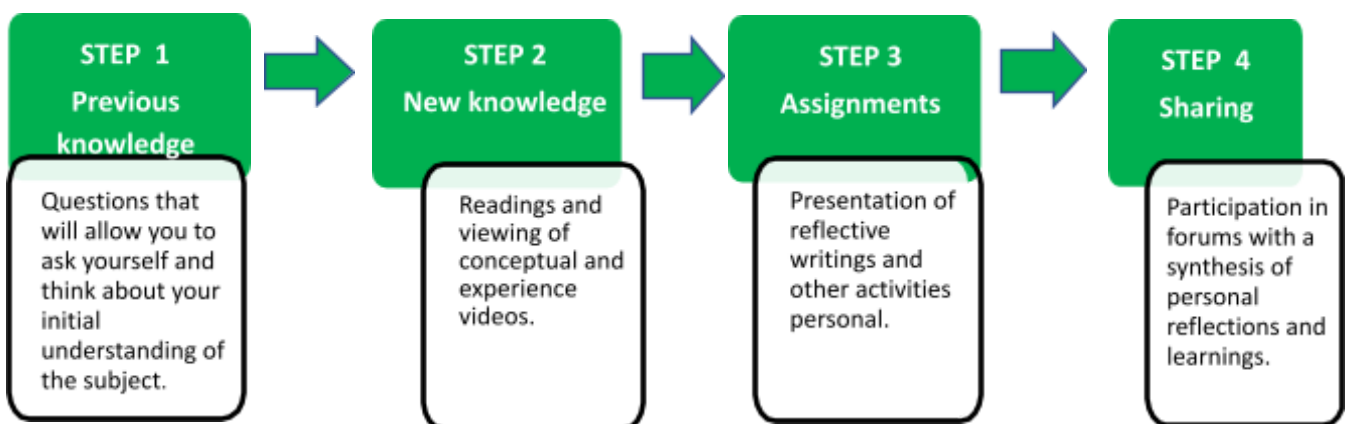 STEP 1
Previous
knowledge
Questions that
will allow you to
ask yourself and
think about your
initial
understanding of
the subject.
STEP 2
New knowledge
Readings and
viewing of
conceptual and
experience
videos.
STEP 3
Assignments
Presentation of
reflective
writings and
other activities
personal.
STEP 4
Sharing
Participation in
forums with a
synthesis of
personal
reflections and
learnings.